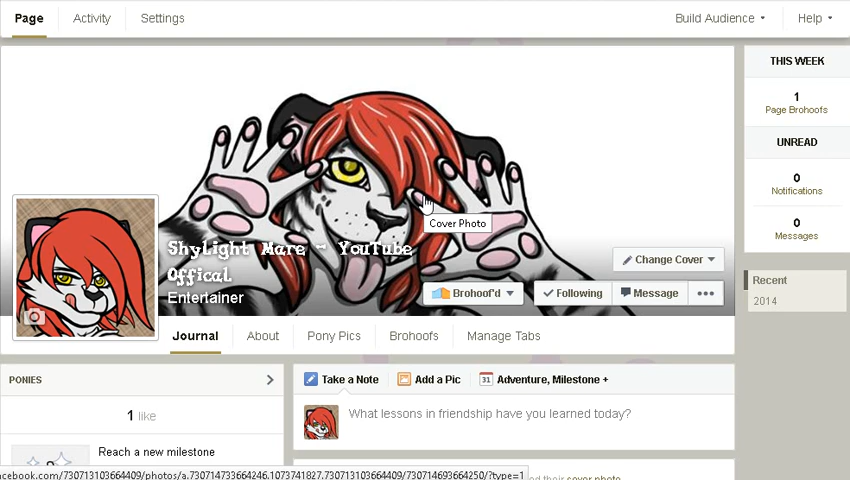 Page Activity Settings Build Audience Help
THIS WEEK
1
Page Brohoofs
UNREAD
0
Notifications
0
Messages
Recent
2014
Cover Photo
ShyLight Mare - YouTube
Offical
Entertainer
Change Cover
Brohoof'd Following Message
Journal About Pony Pics Brohoofs Manage Tabs
PONIES
1 like
Reach a new milestone
Take a Note Add a Pic 31 Adventure, Milestone +
What lessons in friendship have you learned today?
their cover photo.
acebook.com/730713103664409/photos/a.730714733664246.1073741827.730713103664409/730714693664250/?type=1